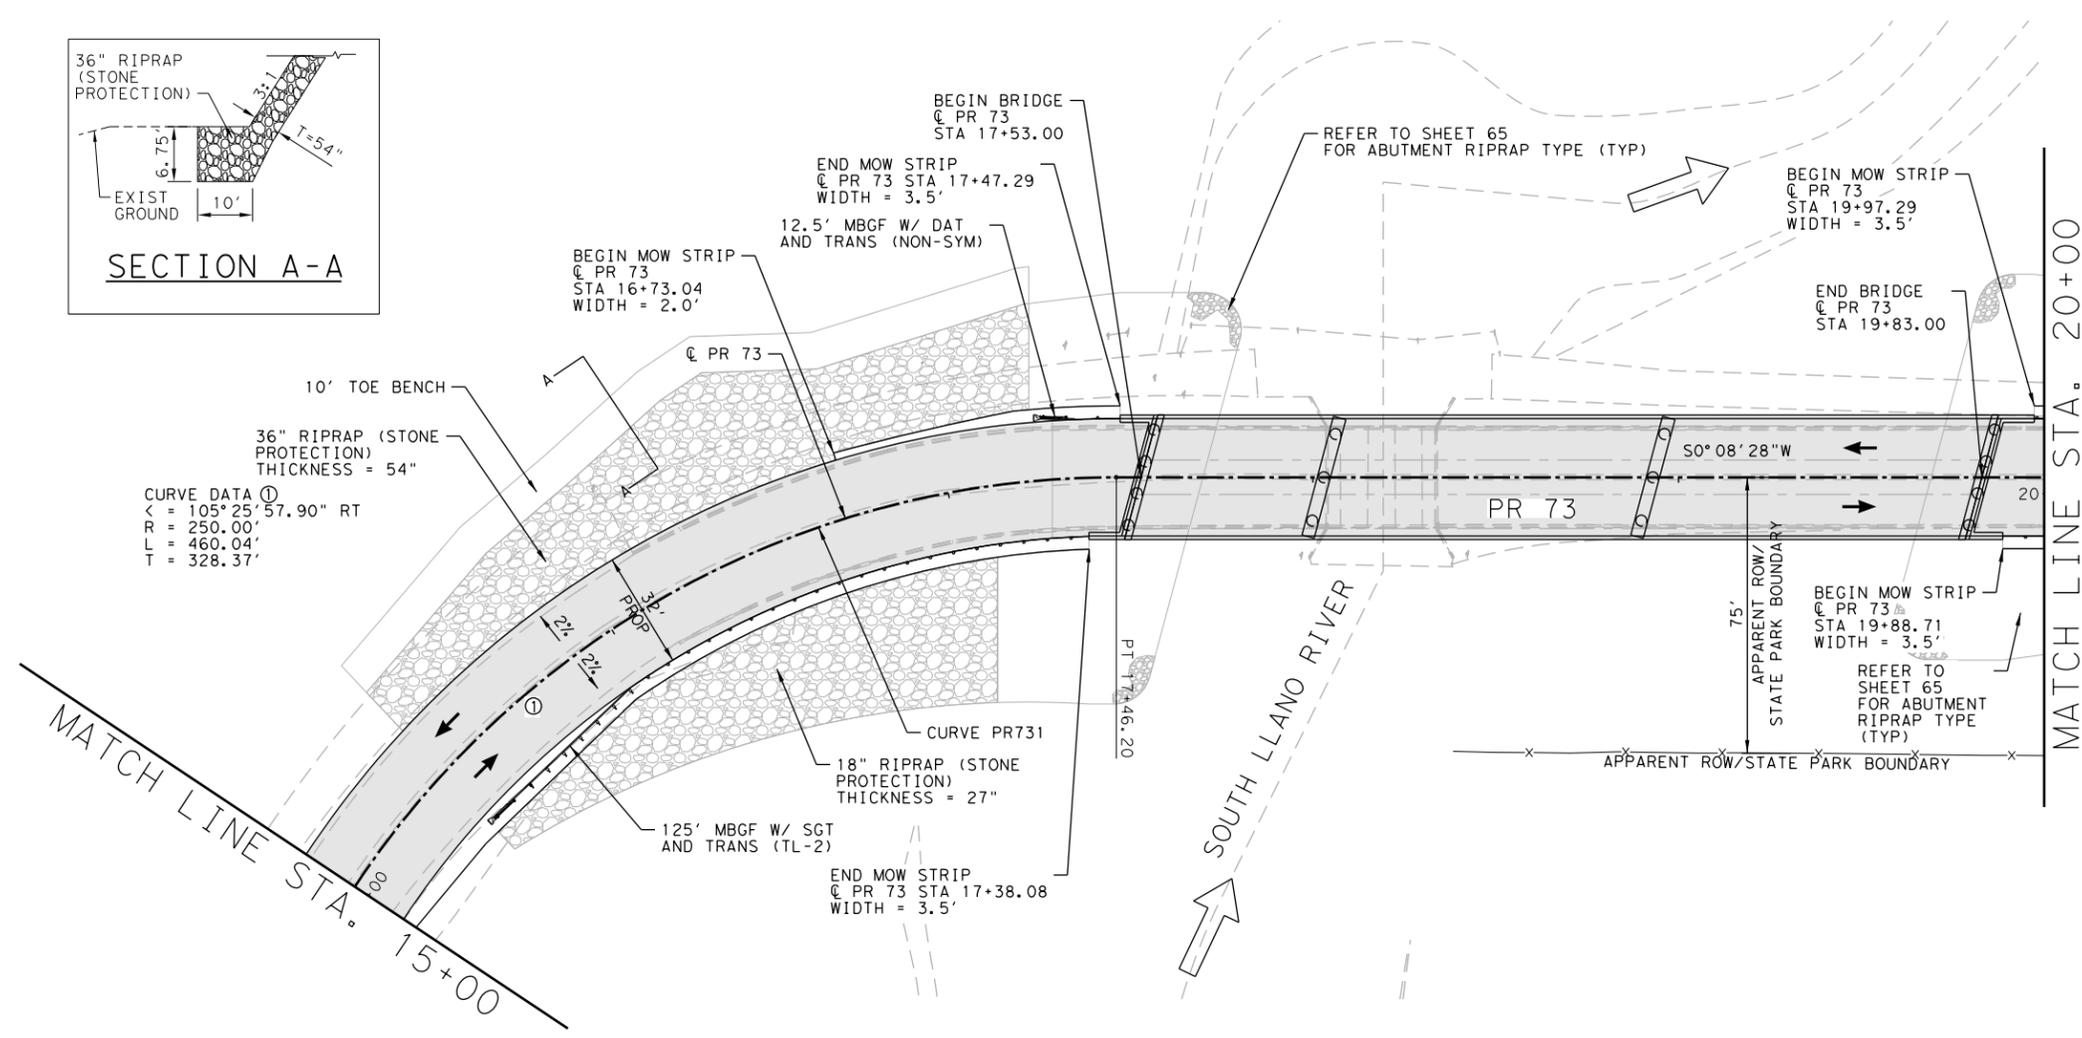 36" RIPRAP
(STONE
PROTECTION)
3:1
T=54"
6.75'
EXIST
GROUND
10'
SECTION A-A
BEGIN BRIDGE
℄ PR 73
STA 17+53.00
END MOW STRIP
℄ PR 73 STA 17+47.29
WIDTH = 3.5'
12.5' MBGF W/ DAT
AND TRANS (NON-SYM)
BEGIN MOW STRIP
℄ PR 73
STA 16+73.04
WIDTH = 2.0'
℄ PR 73
REFER TO SHEET 65
FOR ABUTMENT RIPRAP TYPE (TYP)
BEGIN MOW STRIP
℄ PR 73
STA 19+97.29
WIDTH = 3.5'
END BRIDGE
℄ PR 73
STA 19+83.00
MATCH LINE STA. 20+00
A
A
10' TOE BENCH
36" RIPRAP (STONE
PROTECTION)
THICKNESS = 54"
CURVE DATA ①
< = 105°25'57.90" RT
R = 250.00'
L = 460.04'
T = 328.37'
S0°08'28"W
PR 73
20
32'
PROP
2%
2%
①
00
PT 17+46.20
75'
APPARENT ROW/
STATE PARK BOUNDARY
BEGIN MOW STRIP
℄ PR 73
STA 19+88.71
WIDTH = 3.5'
REFER TO
SHEET 65
FOR ABUTMENT
RIPRAP TYPE
(TYP)
X X X X X X
APPARENT ROW/STATE PARK BOUNDARY
SOUTH LLANO RIVER
CURVE PR731
18" RIPRAP (STONE
PROTECTION)
THICKNESS = 27"
125' MBGF W/ SGT
AND TRANS (TL-2)
END MOW STRIP
℄ PR 73 STA 17+38.08
WIDTH = 3.5'
MATCH LINE STA. 15+00